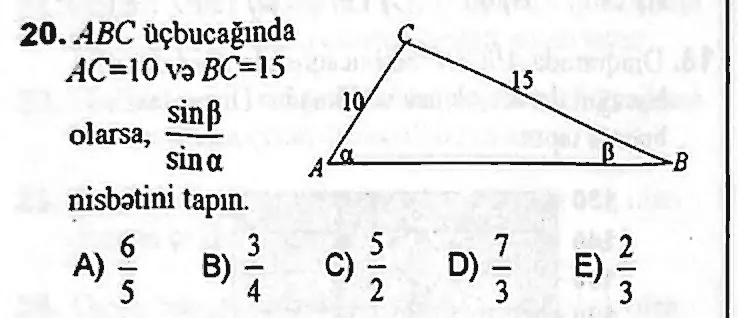 20. ABC üçbucağında
AC=10 və BC=15
olarsa, sinβ/sinα
nisbətini tapın.
C
15
10
A α β B
A) 6/5 B) 3/4 C) 5/2 D) 7/3 E) 2/3